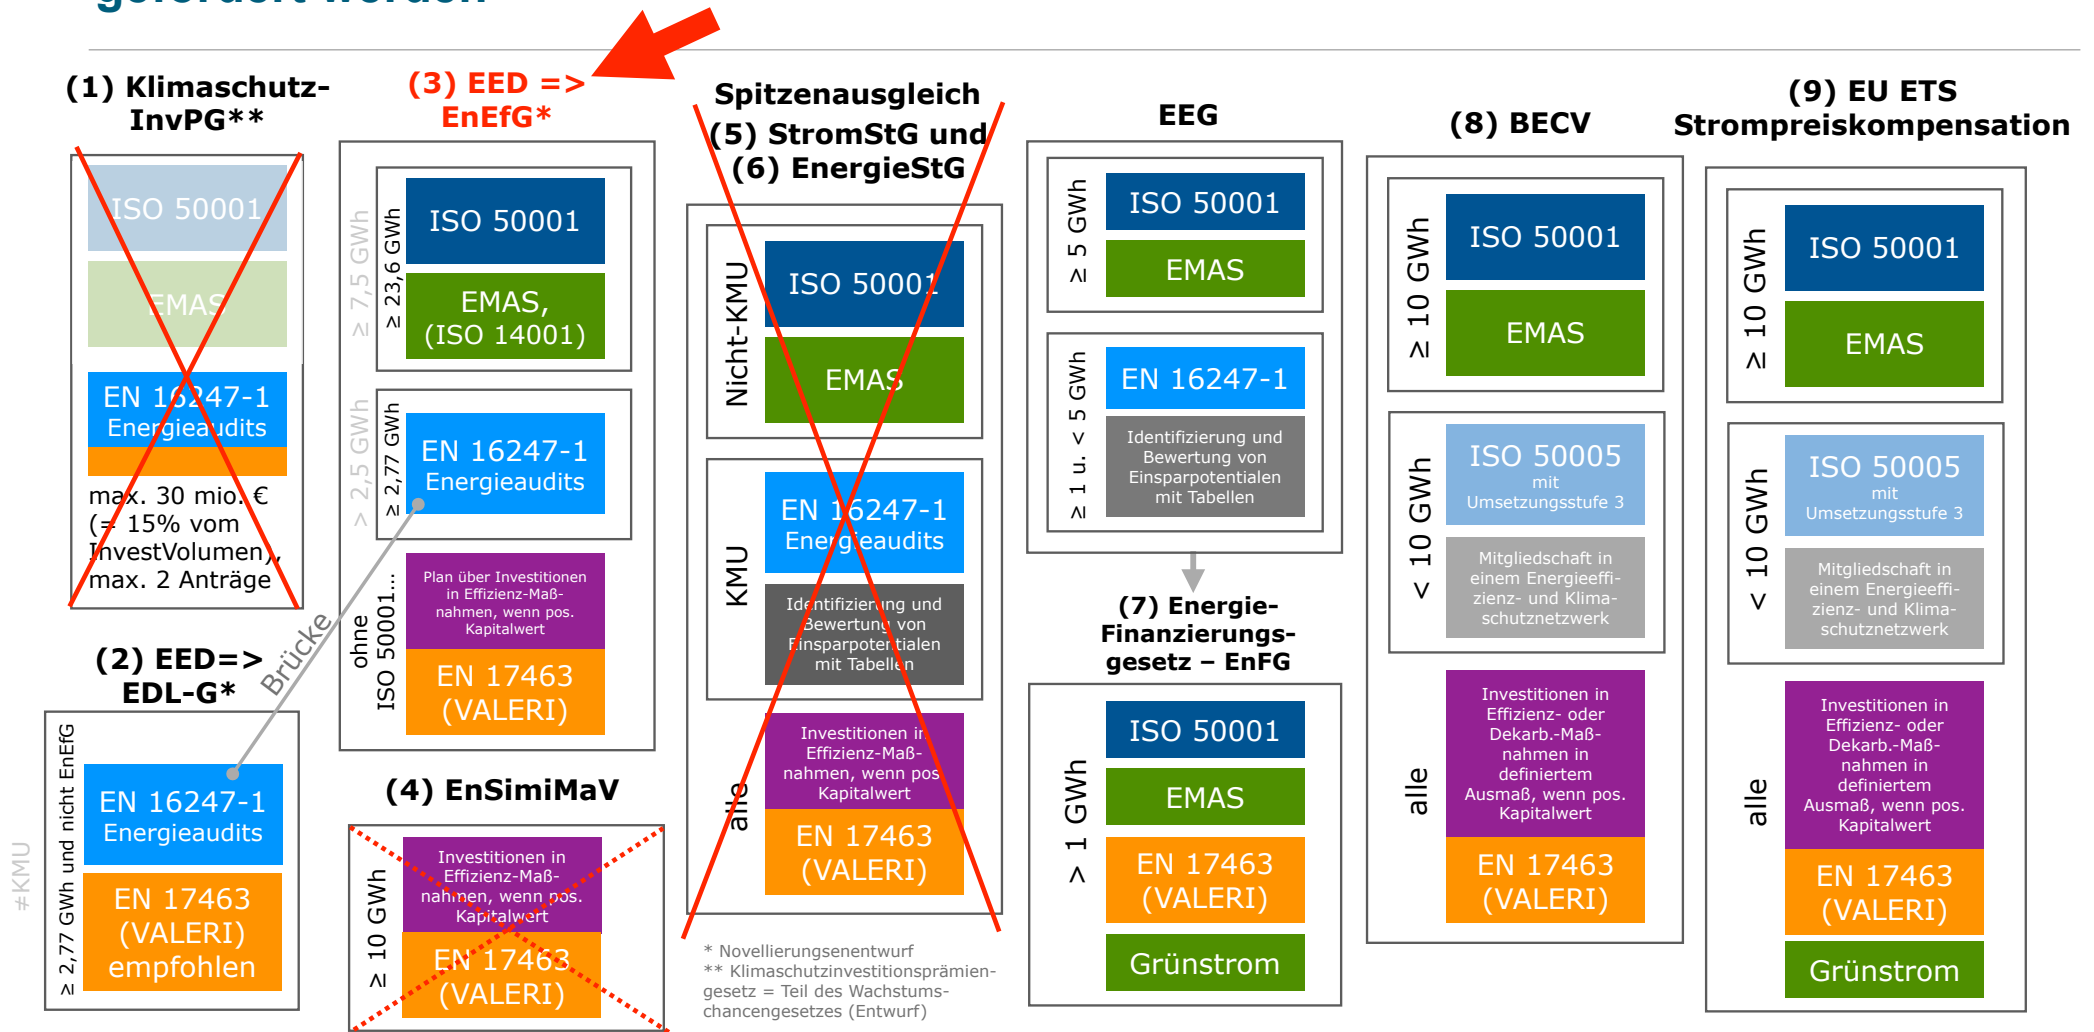 gefördert werden
(1) Klimaschutz-
InvPG**
ISO 50001
EMAS
EN 16247-1
Energieaudits
max. 30 mio. €
(= 15% vom
InvestVolumen),
max. 2 Anträge
(2) EED=>
EDL-G*
≠KMU
≥ 2,77 GWh und nicht EnEfG
EN 16247-1
Energieaudits
EN 17463
(VALERI)
empfohlen
Brücke
(3) EED =>
EnEfG*
≥ 7,5 GWh
≥ 23,6 GWh
ISO 50001
EMAS,
(ISO 14001)
> 2,5 GWh
≥ 2,77 GWh
EN 16247-1
Energieaudits
ohne
ISO 50001...
Plan über Investitionen
in Effizienz-Maß-
nahmen, wenn pos.
Kapitalwert
EN 17463
(VALERI)
(4) EnSimiMaV
≥ 10 GWh
Investitionen in
Effizienz-Maß-
nahmen, wenn pos.
Kapitalwert
EN 17463
(VALERI)
Spitzenausgleich
(5) StromStG und
(6) EnergieStG
Nicht-KMU
ISO 50001
EMAS
KMU
EN 16247-1
Energieaudits
Identifizierung und
Bewertung von
Einsparpotentialen
mit Tabellen
alle
Investitionen in
Effizienz-Maß-
nahmen, wenn pos.
Kapitalwert
EN 17463
(VALERI)
* Novellierungsenentwurf
** Klimaschutzinvestitionsprämien-
gesetz = Teil des Wachstums-
chancengesetzes (Entwurf)
EEG
≥ 5 GWh
ISO 50001
EMAS
≥ 1 u. < 5 GWh
EN 16247-1
Identifizierung und
Bewertung von
Einsparpotentialen
mit Tabellen
(7) Energie-
Finanzierungs-
gesetz – EnFG
> 1 GWh
ISO 50001
EMAS
EN 17463
(VALERI)
Grünstrom
(8) BECV
≥ 10 GWh
ISO 50001
EMAS
< 10 GWh
ISO 50005
mit
Umsetzungsstufe 3
Mitgliedschaft in
einem Energieeffi-
zienz- und Klima-
schutznetzwerk
alle
Investitionen in
Effizienz- oder
Dekarb.-Maß-
nahmen in
definiertem
Ausmaß, wenn pos.
Kapitalwert
EN 17463
(VALERI)
(9) EU ETS
Strompreiskompensation
≥ 10 GWh
ISO 50001
EMAS
< 10 GWh
ISO 50005
mit
Umsetzungsstufe 3
Mitgliedschaft in
einem Energieeffi-
zienz- und Klima-
schutznetzwerk
alle
Investitionen in
Effizienz- oder
Dekarb.-Maß-
nahmen in
definiertem
Ausmaß, wenn pos.
Kapitalwert
EN 17463
(VALERI)
Grünstrom